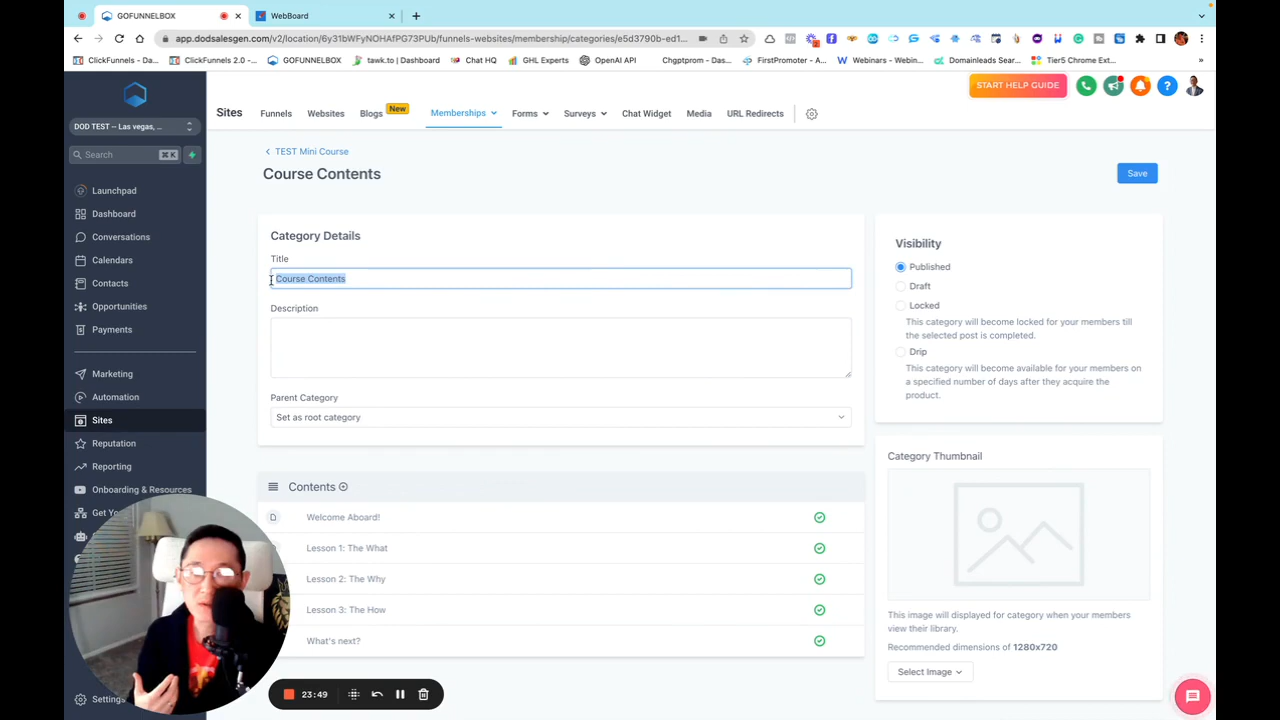 GOFUNNELBOX
WebBoard
app.dodsalesgen.com/v2/location/6y31bWFyNOHAfPG73PUb/funnels-websites/membership/categories/e5d3790b-ed1...
ClickFunnels - Da...
ClickFunnels 2.0 -...
GOFUNNELBOX
tawk.to | Dashboard
Chat HQ
GHL Experts
OpenAI API
Chgptprom - Das...
FirstPromoter - A...
Webinars - Webin...
Domainleads Sear...
Tier5 Chrome Ext...
Sites
Funnels
Websites
Blogs
New
Memberships
Forms
Surveys
Chat Widget
Media
URL Redirects
START HELP GUIDE
DOD TEST -- Las vegas, ...
Search
⌘K
Launchpad
Dashboard
Conversations
Calendars
Contacts
Opportunities
Payments
Marketing
Automation
Sites
Reputation
Reporting
Onboarding & Resources
Get Yo
Settings
TEST Mini Course
Course Contents
Save
Category Details
Title
Course Contents
Description
Parent Category
Set as root category
Contents
Welcome Aboard!
Lesson 1: The What
Lesson 2: The Why
Lesson 3: The How
What's next?
Visibility
Published
Draft
Locked
This category will become locked for your members till
the selected post is completed.
Drip
This category will become available for your members
on a specified number of days after they acquire the
product.
Category Thumbnail
This image will displayed for category when your members
view their library.
Recommended dimensions of 1280x720
Select Image
23:49